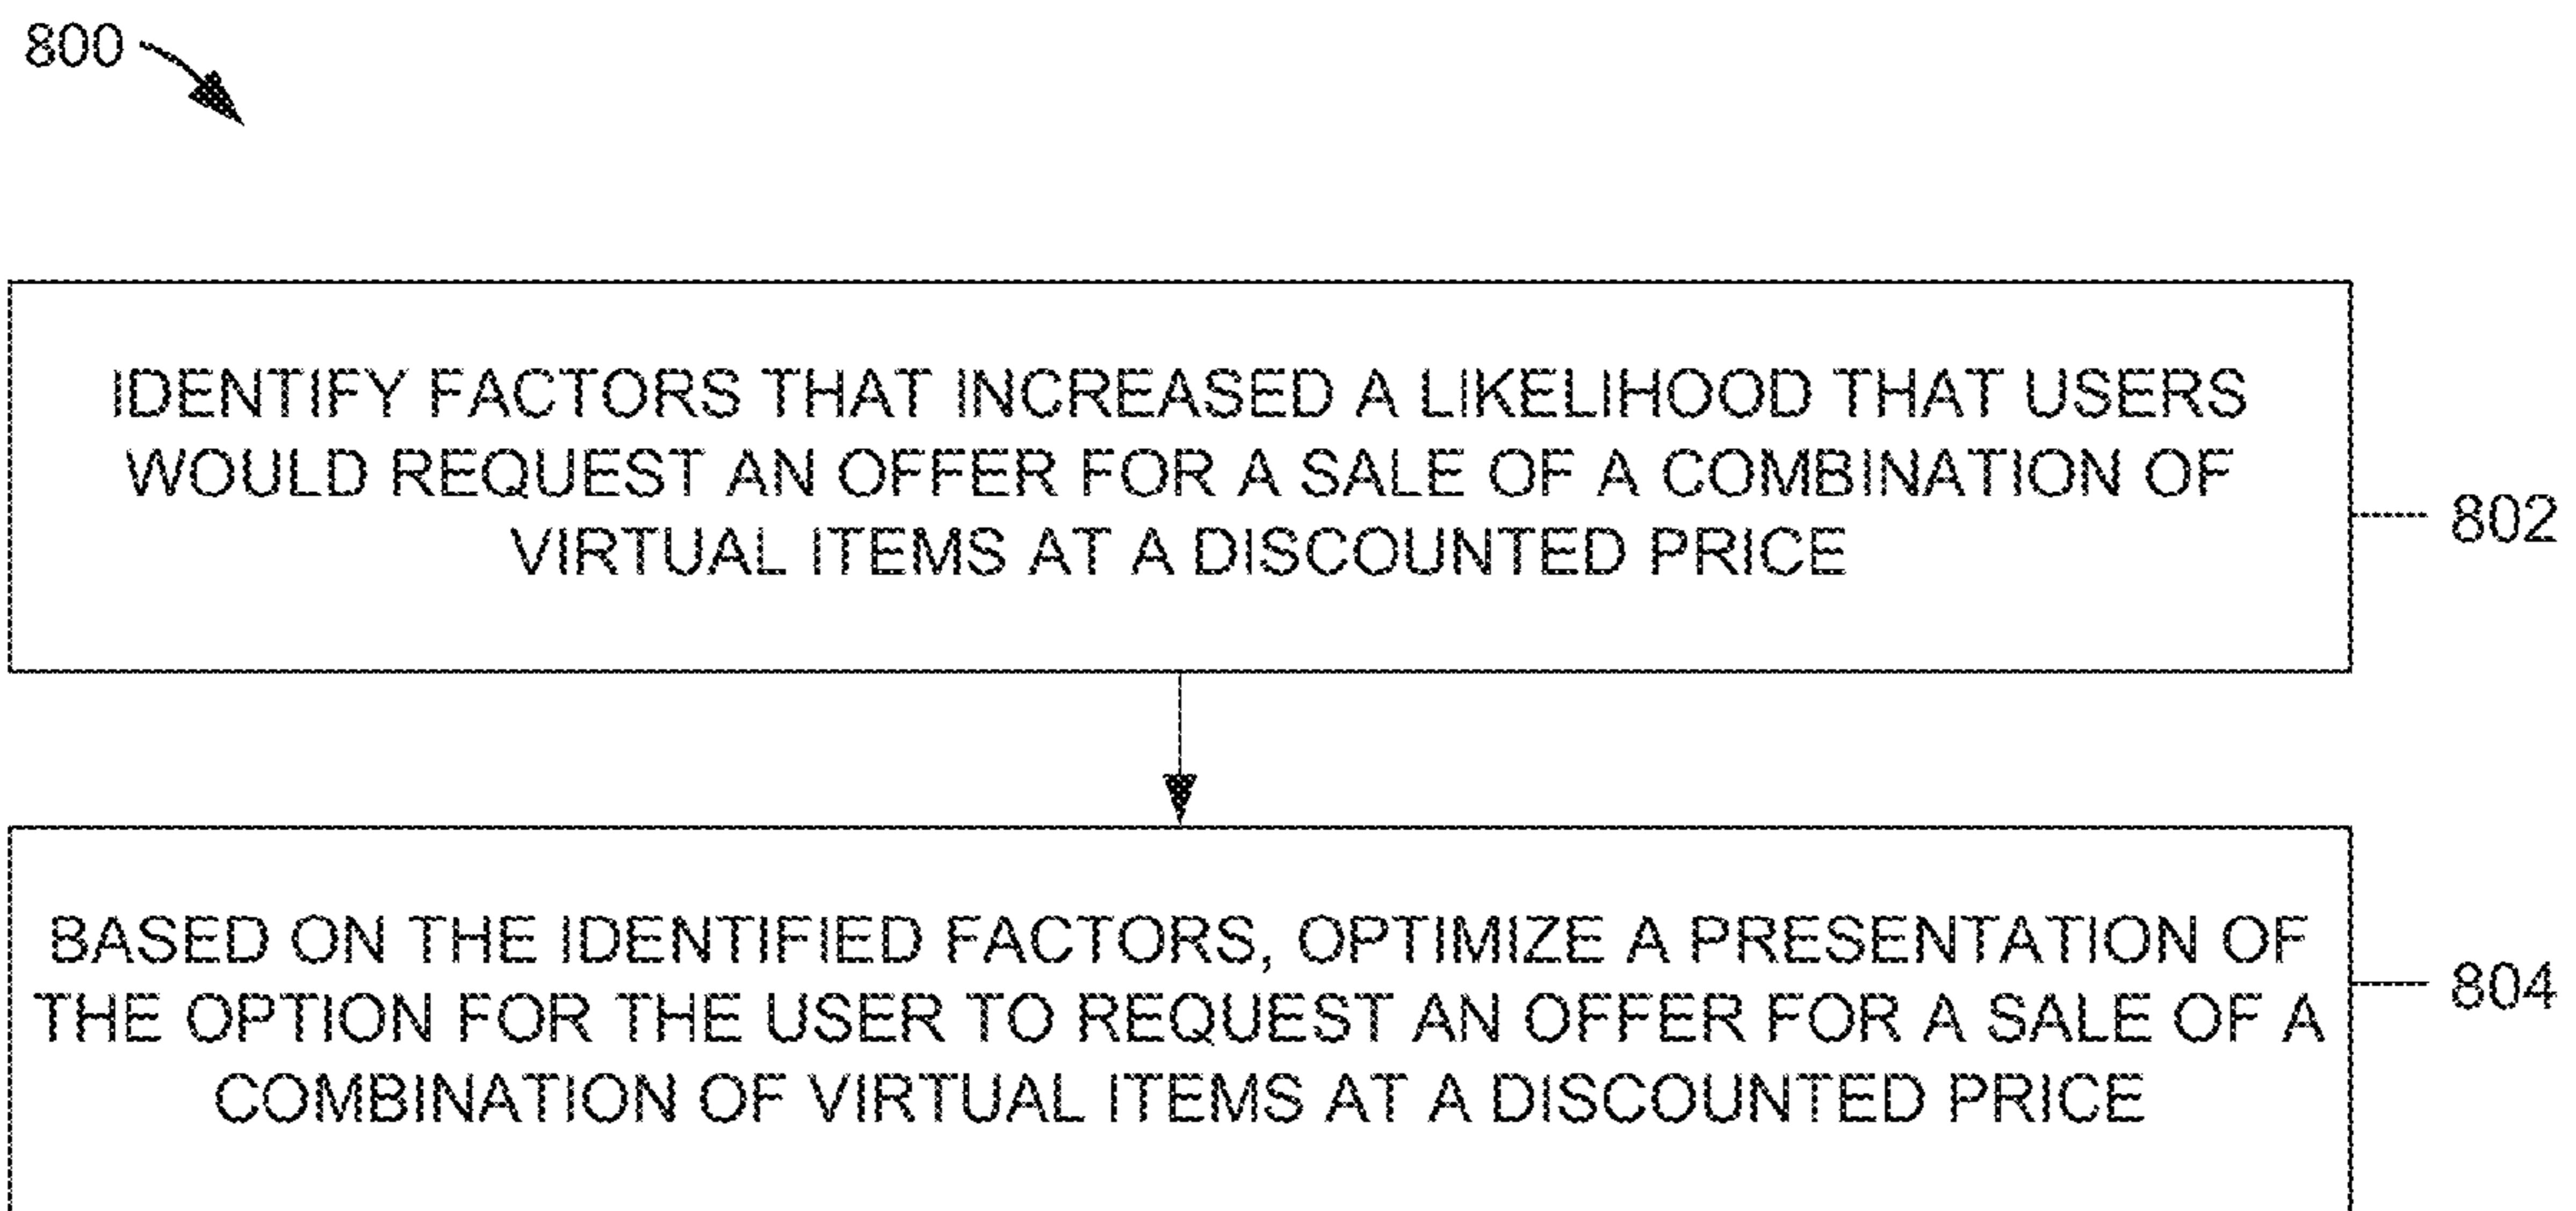 800
IDENTIFY FACTORS THAT INCREASED A LIKELIHOOD THAT USERS
WOULD REQUEST AN OFFER FOR A SALE OF A COMBINATION OF
VIRTUAL ITEMS AT A DISCOUNTED PRICE
802
BASED ON THE IDENTIFIED FACTORS, OPTIMIZE A PRESENTATION OF
THE OPTION FOR THE USER TO REQUEST AN OFFER FOR A SALE OF A
COMBINATION OF VIRTUAL ITEMS AT A DISCOUNTED PRICE
804